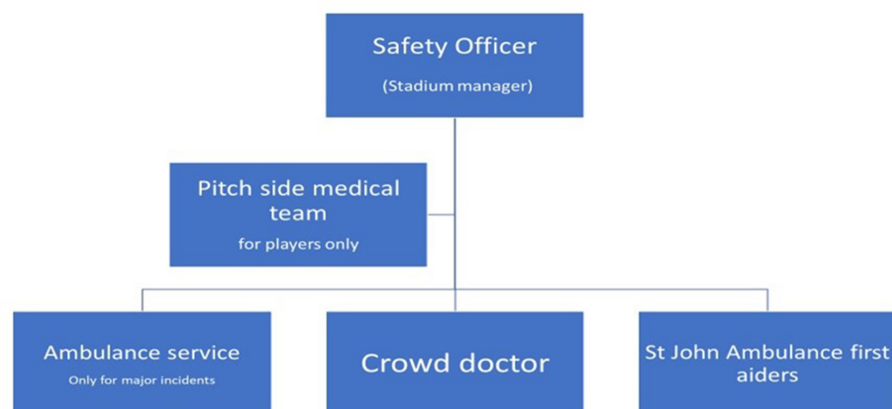 Safety Officer
(Stadium manager)
Pitch side medical
team
for players only
Ambulance service
Only for major incidents
Crowd doctor
St John Ambulance first
aiders